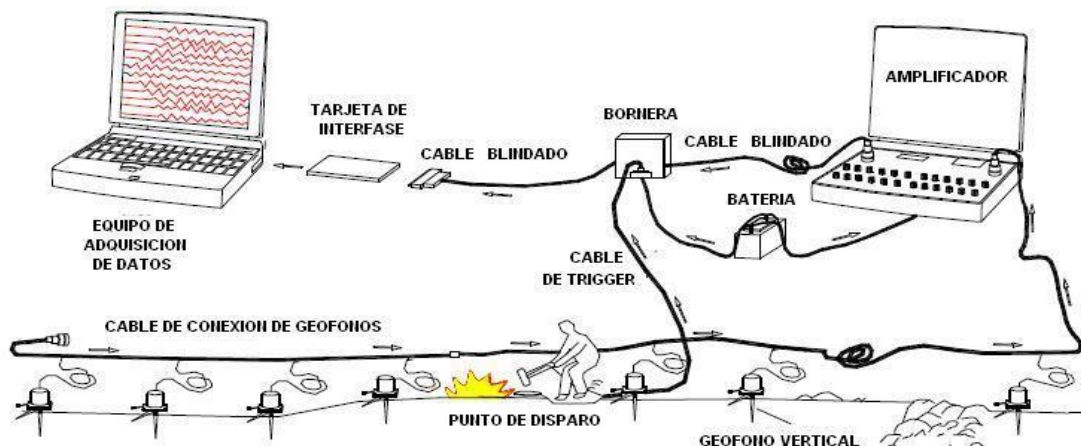 AMPLIFICADOR
TARJETA DE
INTERFASE
BORNERA
CABLE BLINDADO
CABLE BLINDADO
BATERIA
EQUIPO DE
ADQUISICION
DE DATOS
CABLE
DE TRIGGER
CABLE DE CONEXION DE GEOFONOS
PUNTO DE DISPARO
GEOFONO VERTICAL